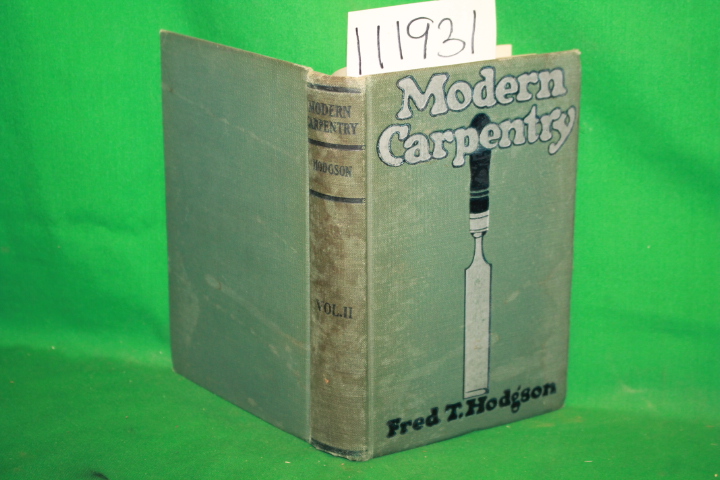 111931
Modern
Carpentry
Fred T. Hodgson
MODERN
CARPENTRY
HODGSON
VOL. II